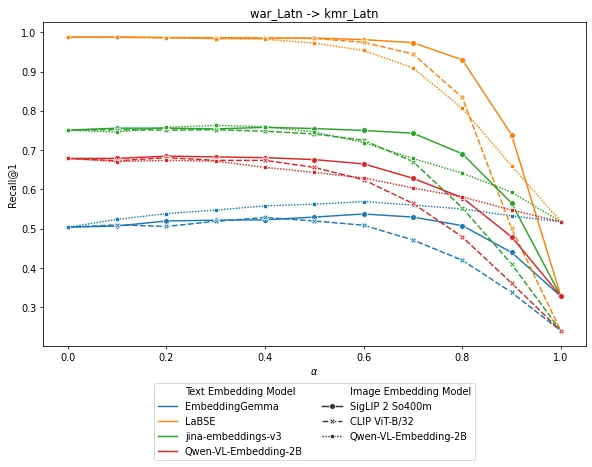 war_Latn -> kmr_Latn
Recall@1
1.0
0.9
0.8
0.7
0.6
0.5
0.4
0.3
0.0 0.2 0.4 0.6 0.8 1.0
α
Text Embedding Model Image Embedding Model
EmbeddingGemma SigLIP 2 So400m
LaBSE CLIP ViT-B/32
jina-embeddings-v3 Qwen-VL-Embedding-2B
Qwen-VL-Embedding-2B